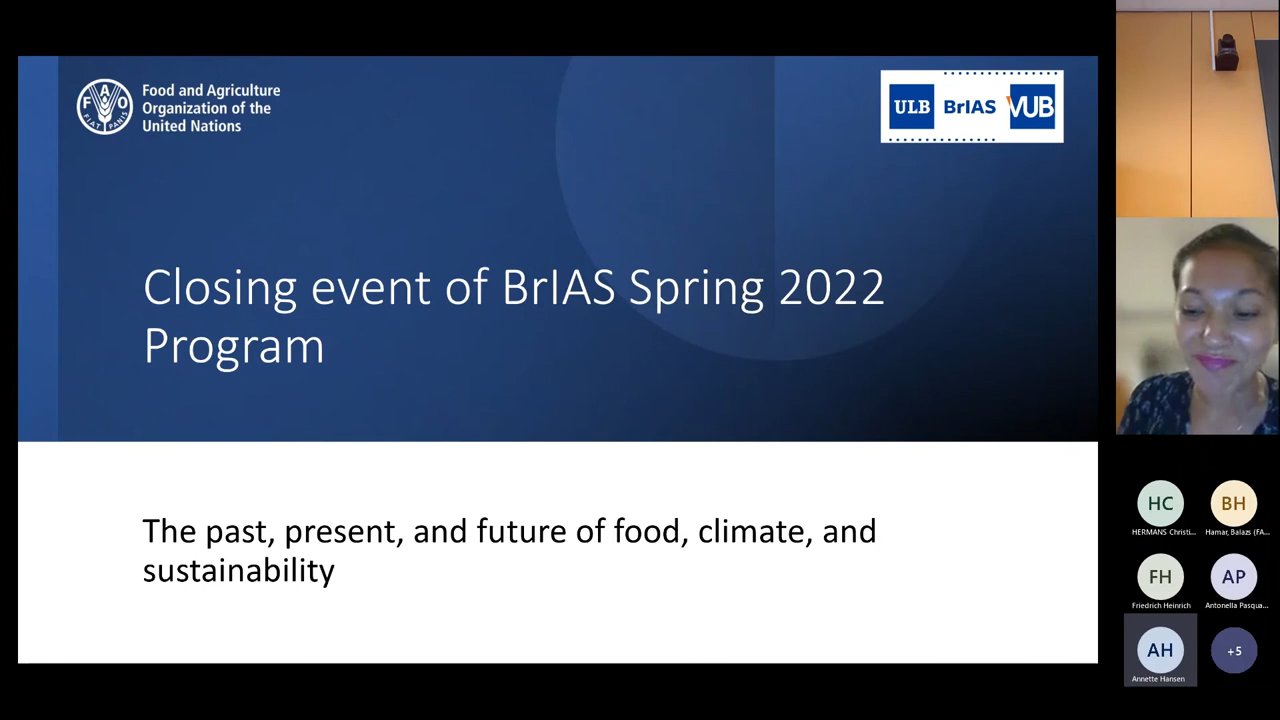 Food and Agriculture
Organization of the
United Nations
F A O
FIAT PANIS
ULB BrIAS VUB
Closing event of BrIAS Spring 2022
Program
The past, present, and future of food, climate, and
sustainability
HC
HERMANS Christi...
BH
Hamar, Balazs (FA...
FH
Friedrich Heinrich
AP
Antonella Pasqua...
AH
Annette Hansen
+5